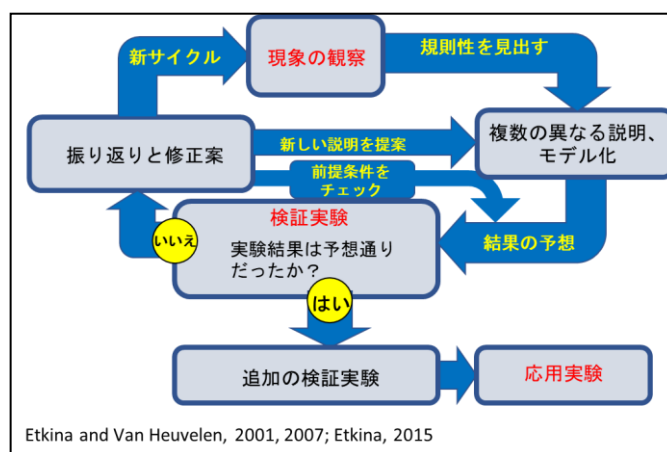 新サイクル
現象の観察
規則性を見出す
振り返りと修正案
新しい説明を提案
複数の異なる説明、
モデル化
前提条件を
チェック
検証実験
いいえ
実験結果は予想通り
だったか？
結果の予想
はい
追加の検証実験
応用実験
Etkina and Van Heuvelen, 2001, 2007; Etkina, 2015